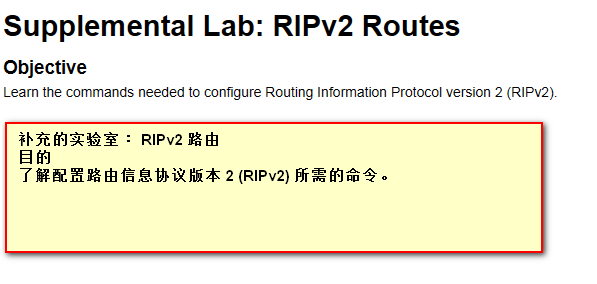 Supplemental Lab: RIPv2 Routes
Objective
Learn the commands needed to configure Routing Information Protocol version 2 (RIPv2).
补充的实验室： RIPv2 路由
目的
了解配置路由信息协议版本 2 (RIPv2) 所需的命令。